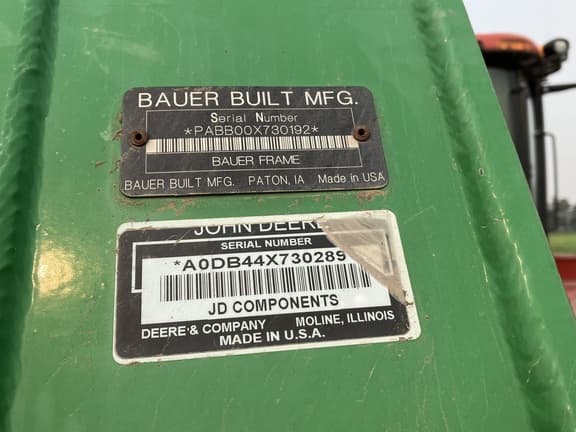 BAUER BUILT MFG.
Serial Number
*PABB00X730192*
BAUER FRAME
BAUER BUILT MFG. PATON, IA Made in USA
JOHN DEERE
SERIAL NUMBER
*A0DB44X730289
JD COMPONENTS
DEERE & COMPANY MOLINE, ILLINOIS
MADE IN U.S.A.